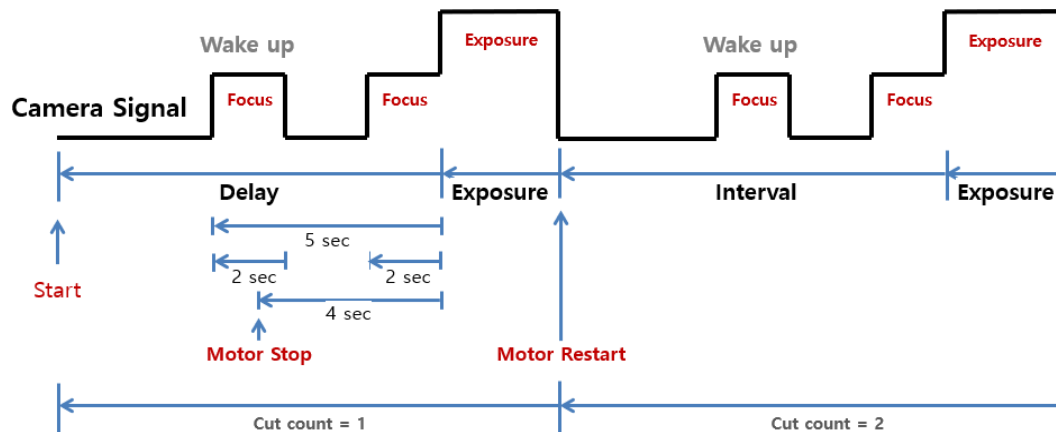 Exposure
Exposure
Wake up
Wake up
Focus
Focus
Focus
Focus
Camera Signal
Delay
Exposure
Interval
Exposure
5 sec
2 sec
2 sec
Start
4 sec
Motor Stop
Motor Restart
Cut count = 1
Cut count = 2